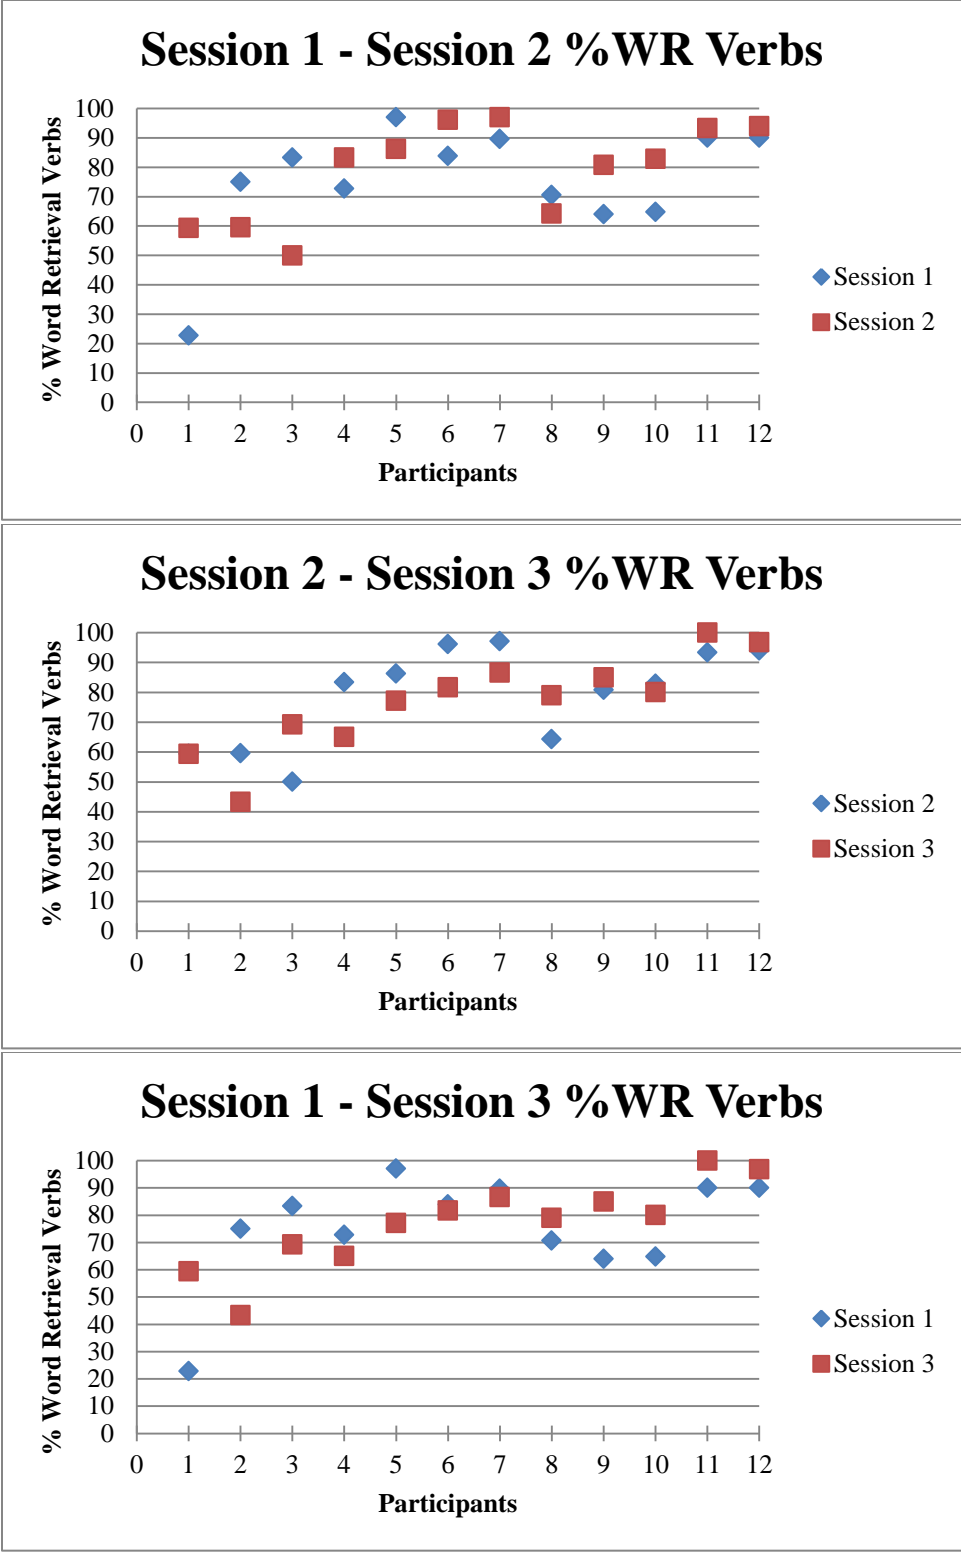 Session 1 - Session 2 %WR Verbs
% Word Retrieval Verbs
100
90
80
70
60
50
40
30
20
10
0
0 1 2 3 4 5 6 7 8 9 10 11 12
Participants
Session 1
Session 2
Session 2 - Session 3 %WR Verbs
% Word Retrieval Verbs
100
90
80
70
60
50
40
30
20
10
0
0 1 2 3 4 5 6 7 8 9 10 11 12
Participants
Session 2
Session 3
Session 1 - Session 3 %WR Verbs
% Word Retrieval Verbs
100
90
80
70
60
50
40
30
20
10
0
0 1 2 3 4 5 6 7 8 9 10 11 12
Participants
Session 1
Session 3